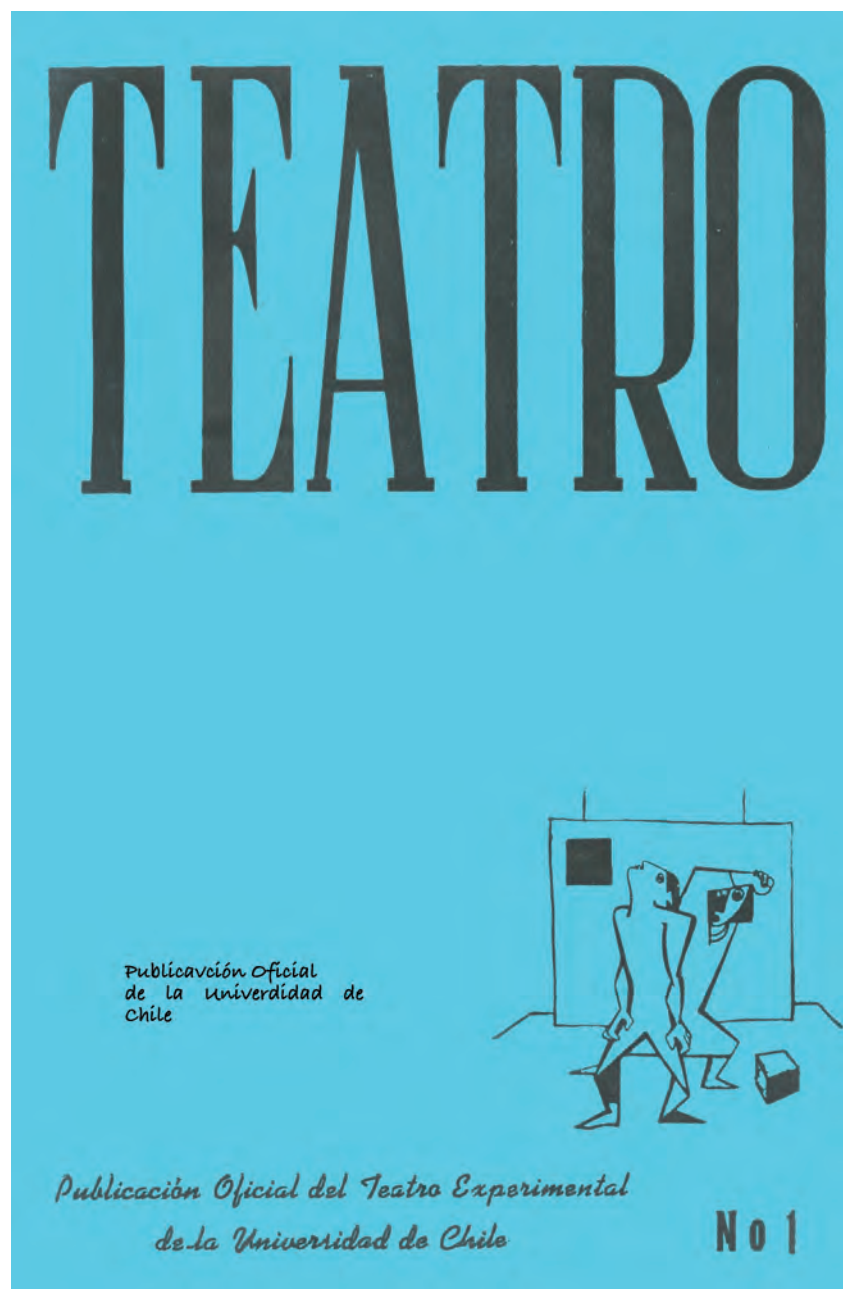 TEATRO
Publicavción Oficial
de la Univerdidad de
Chile
Publicación Oficial del Teatro Experimental
de la Universidad de Chile
No 1